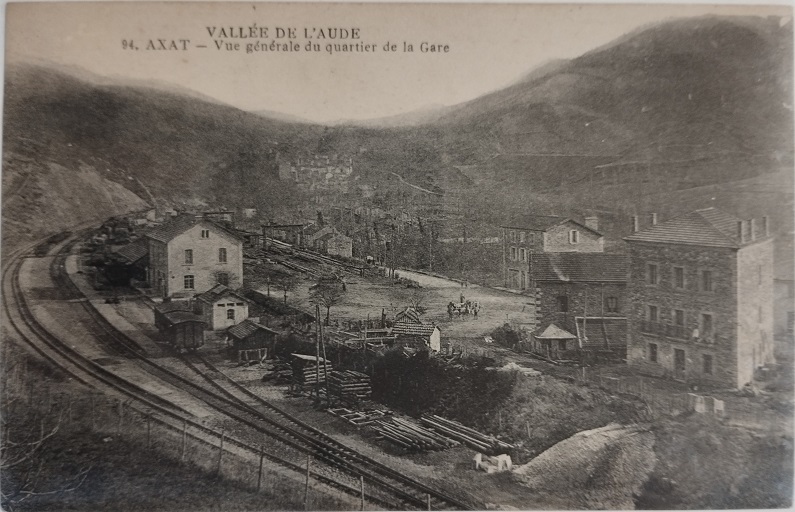 VALLÉE DE L'AUDE
94. AXAT - Vue générale du quartier de la Gare